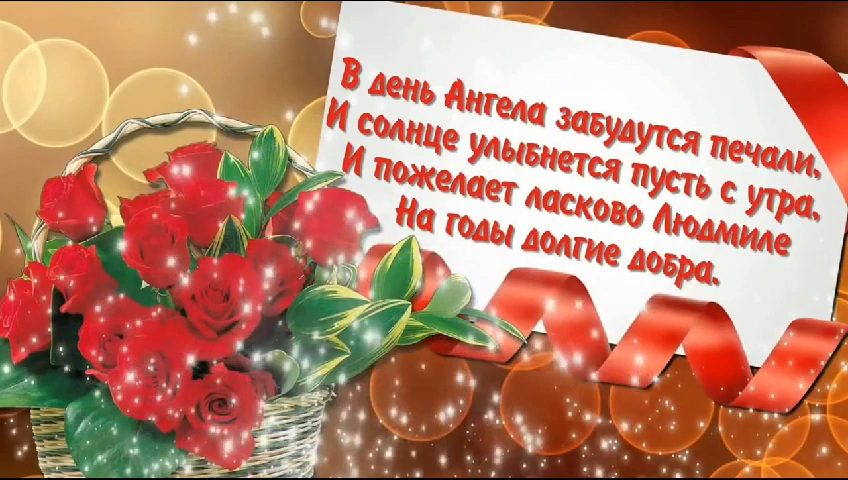 В день Ангела забудутся печали,
И солнце улыбнется пусть с утра,
И пожелает ласково Людмиле
На годы долгие добра.